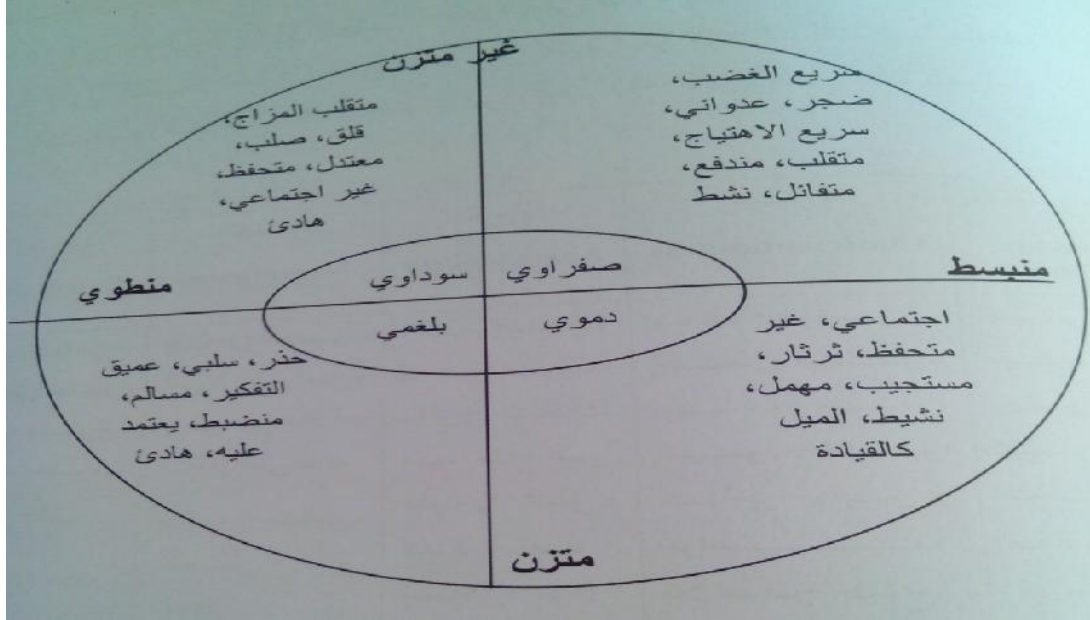 غير متزن
سريع الغضب،
ضجر، عدواني،
سريع الاهتياج،
متقلب، مندفع،
متفائل، نشط
متقلب المزاج،
قلق، صلب،
معتدل، متحفظ،
غير اجتماعي،
هادئ
صفراوي
سوداوي
منبسط
منطوي
دموي
بلغمي
اجتماعي، غير
متحفظ، ثرثار،
مستجيب، مهمل،
نشيط، الميل
كالقيادة
حذر، سلبي، عميق
التفكير، مسالم،
منضبط، يعتمد
عليه، هادئ
متزن